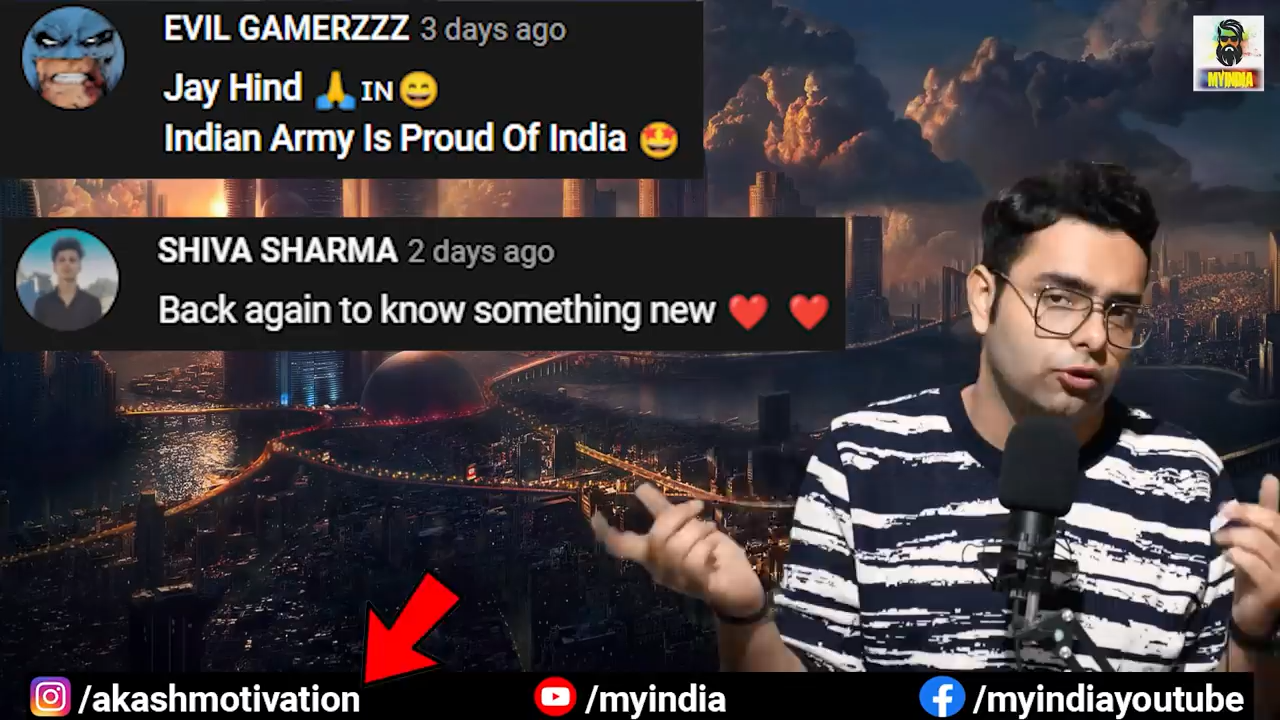 EVIL GAMERZZZ 3 days ago
Jay Hind 🙏 IN 😄
Indian Army Is Proud Of India 🤩
MYINDIA
SHIVA SHARMA 2 days ago
Back again to know something new ❤️ ❤️
/akashmotivation
/myindia
/myindiayoutube